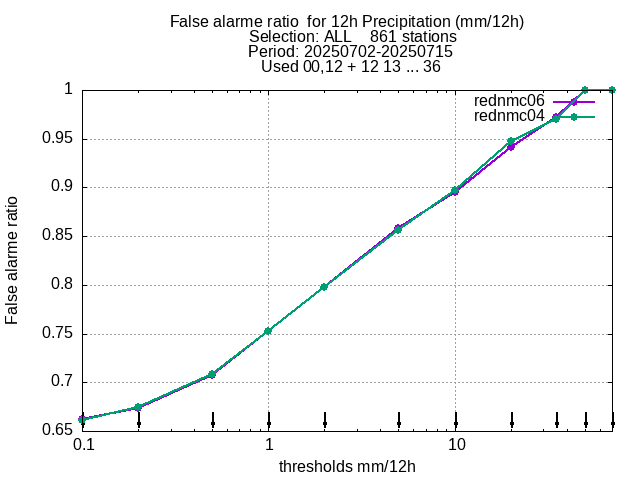 False alarme ratio  for 12h Precipitation (mm/12h)
Selection: ALL    861 stations
Period: 20250702-20250715
Used 00,12 + 12 13 ... 36
rednmc06
rednmc04
1
0.95
0.9
0.85
0.8
0.75
0.7
0.65
False alarme ratio
0.1 1 10
thresholds mm/12h